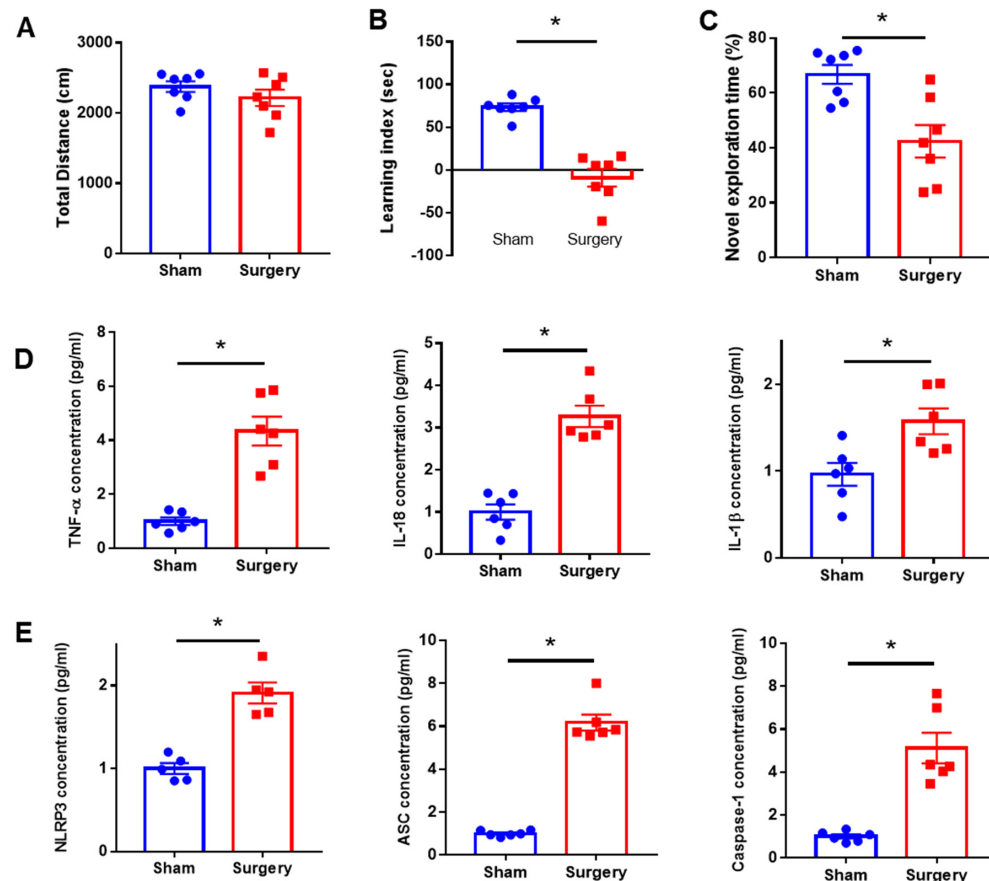 A
Total Distance (cm)
3000
2000
1000
0
Sham Surgery
B
Learning index (sec)
150
100
50
0
-50
-100
*
Sham Surgery
C
Novel exploration time (%)
80
60
40
20
0
*
Sham Surgery
D
TNF-α concentration (pg/ml)
8
6
4
2
0
*
Sham Surgery
IL-18 concentration (pg/ml)
5
4
3
2
1
0
*
Sham Surgery
IL-1β concentration (pg/ml)
2
1
0
*
Sham Surgery
E
NLRP3 concentration (pg/ml)
2
1
0
*
Sham Surgery
ASC concentration (pg/ml)
10
8
6
4
2
0
*
Sham Surgery
Caspase-1 concentration (pg/ml)
10
8
6
4
2
0
*
Sham Surgery